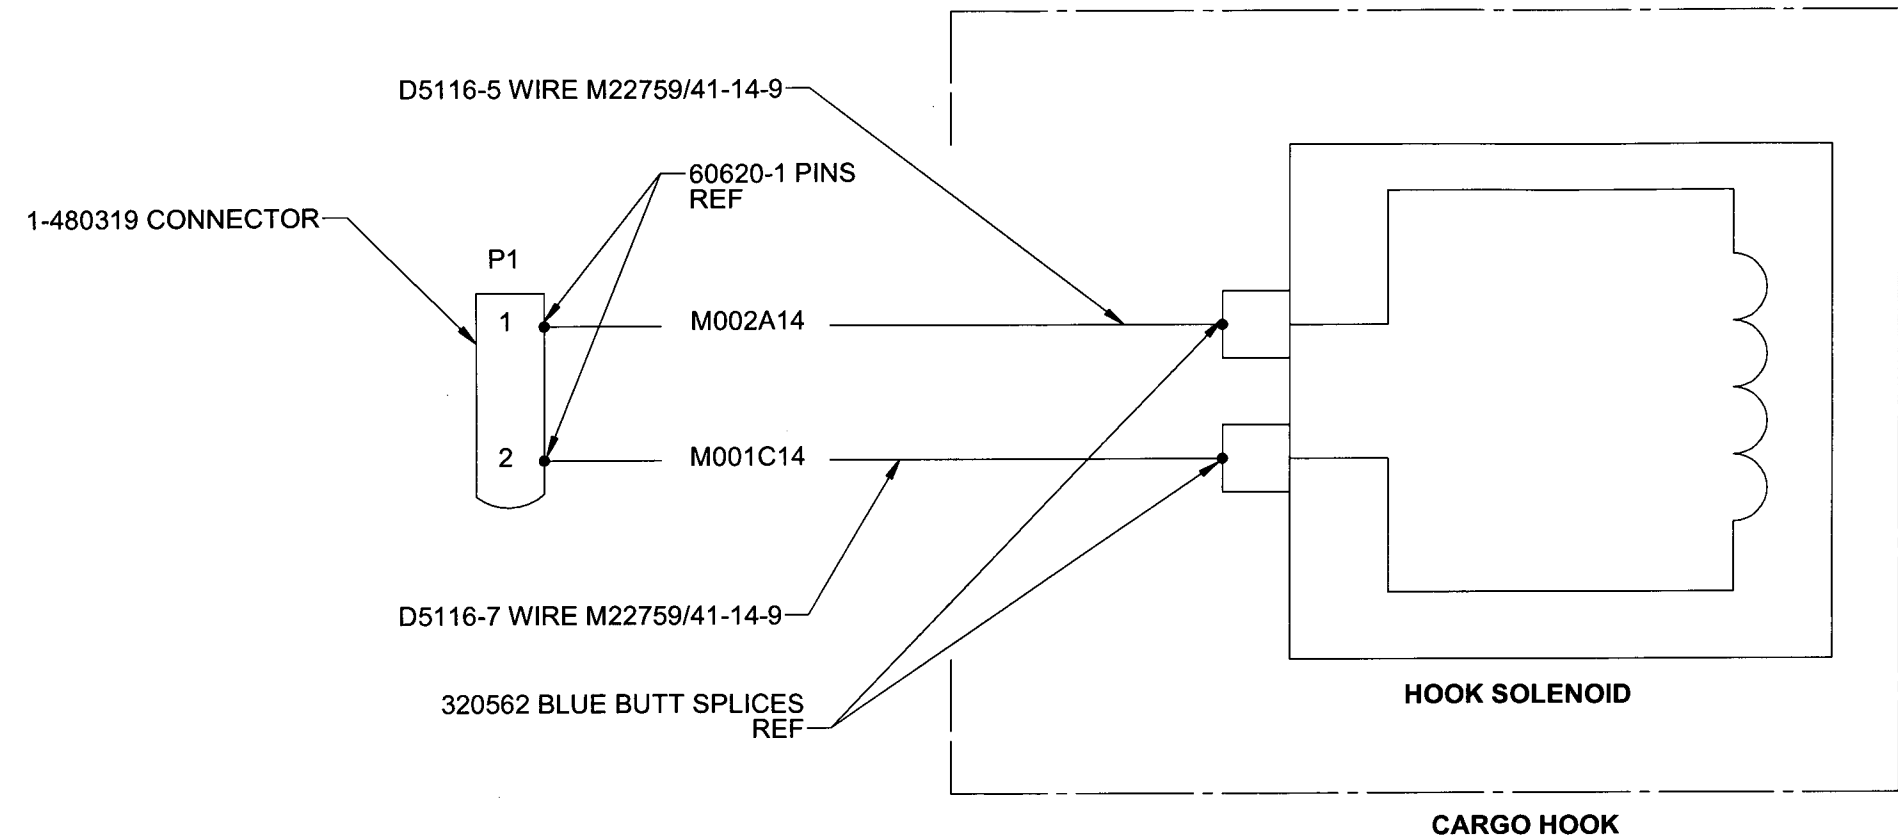 D5116-5 WIRE M22759/41-14-9
60620-1 PINS
REF
1-480319 CONNECTOR
P1
1
M002A14
2
M001C14
D5116-7 WIRE M22759/41-14-9
320562 BLUE BUTT SPLICES
REF
HOOK SOLENOID
CARGO HOOK